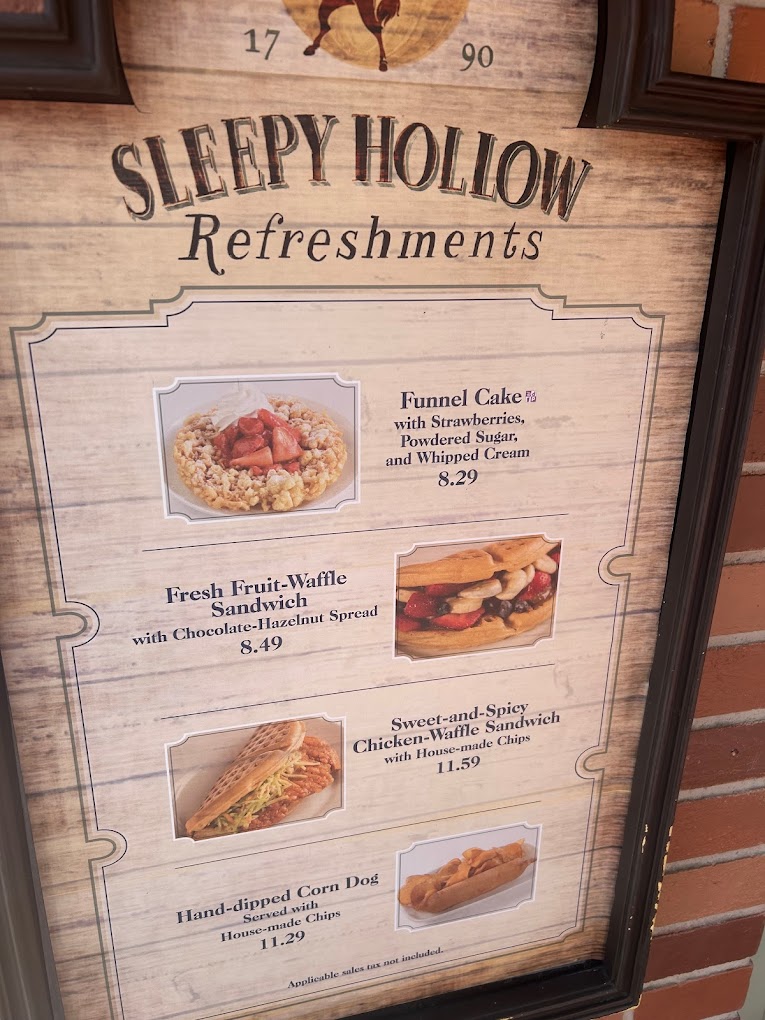 17 90
SLEEPY HOLLOW
Refreshments
Funnel Cake
with Strawberries,
Powdered Sugar,
and Whipped Cream
8.29
Fresh Fruit-Waffle
Sandwich
with Chocolate-Hazelnut Spread
8.49
Sweet-and-Spicy
Chicken-Waffle Sandwich
with House-made Chips
11.59
Hand-dipped Corn Dog
Served with
House-made Chips
11.29
Applicable sales tax not included.